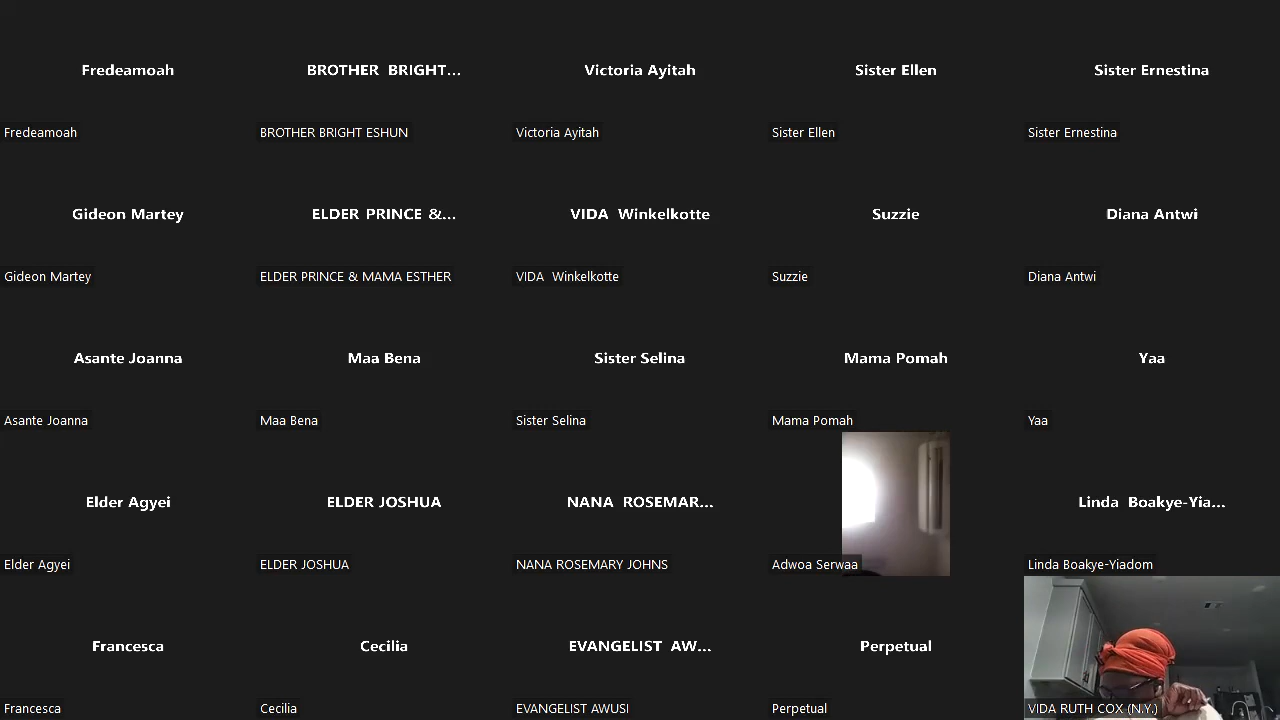 Fredeamoah
BROTHER BRIGHT...
Victoria Ayitah
Sister Ellen
Sister Ernestina
Fredeamoah
BROTHER BRIGHT ESHUN
Victoria Ayitah
Sister Ellen
Sister Ernestina
Gideon Martey
ELDER PRINCE &...
VIDA Winkelkotte
Suzzie
Diana Antwi
Gideon Martey
ELDER PRINCE & MAMA ESTHER
VIDA Winkelkotte
Suzzie
Diana Antwi
Asante Joanna
Maa Bena
Sister Selina
Mama Pomah
Yaa
Asante Joanna
Maa Bena
Sister Selina
Mama Pomah
Yaa
Elder Agyei
ELDER JOSHUA
NANA ROSEMAR...
Linda Boakye-Yia...
Elder Agyei
ELDER JOSHUA
NANA ROSEMARY JOHNS
Adwoa Serwaa
Linda Boakye-Yiadom
Francesca
Cecilia
EVANGELIST AW...
Perpetual
Francesca
Cecilia
EVANGELIST AWUSI
Perpetual
VIDA RUTH COX (N.Y.)